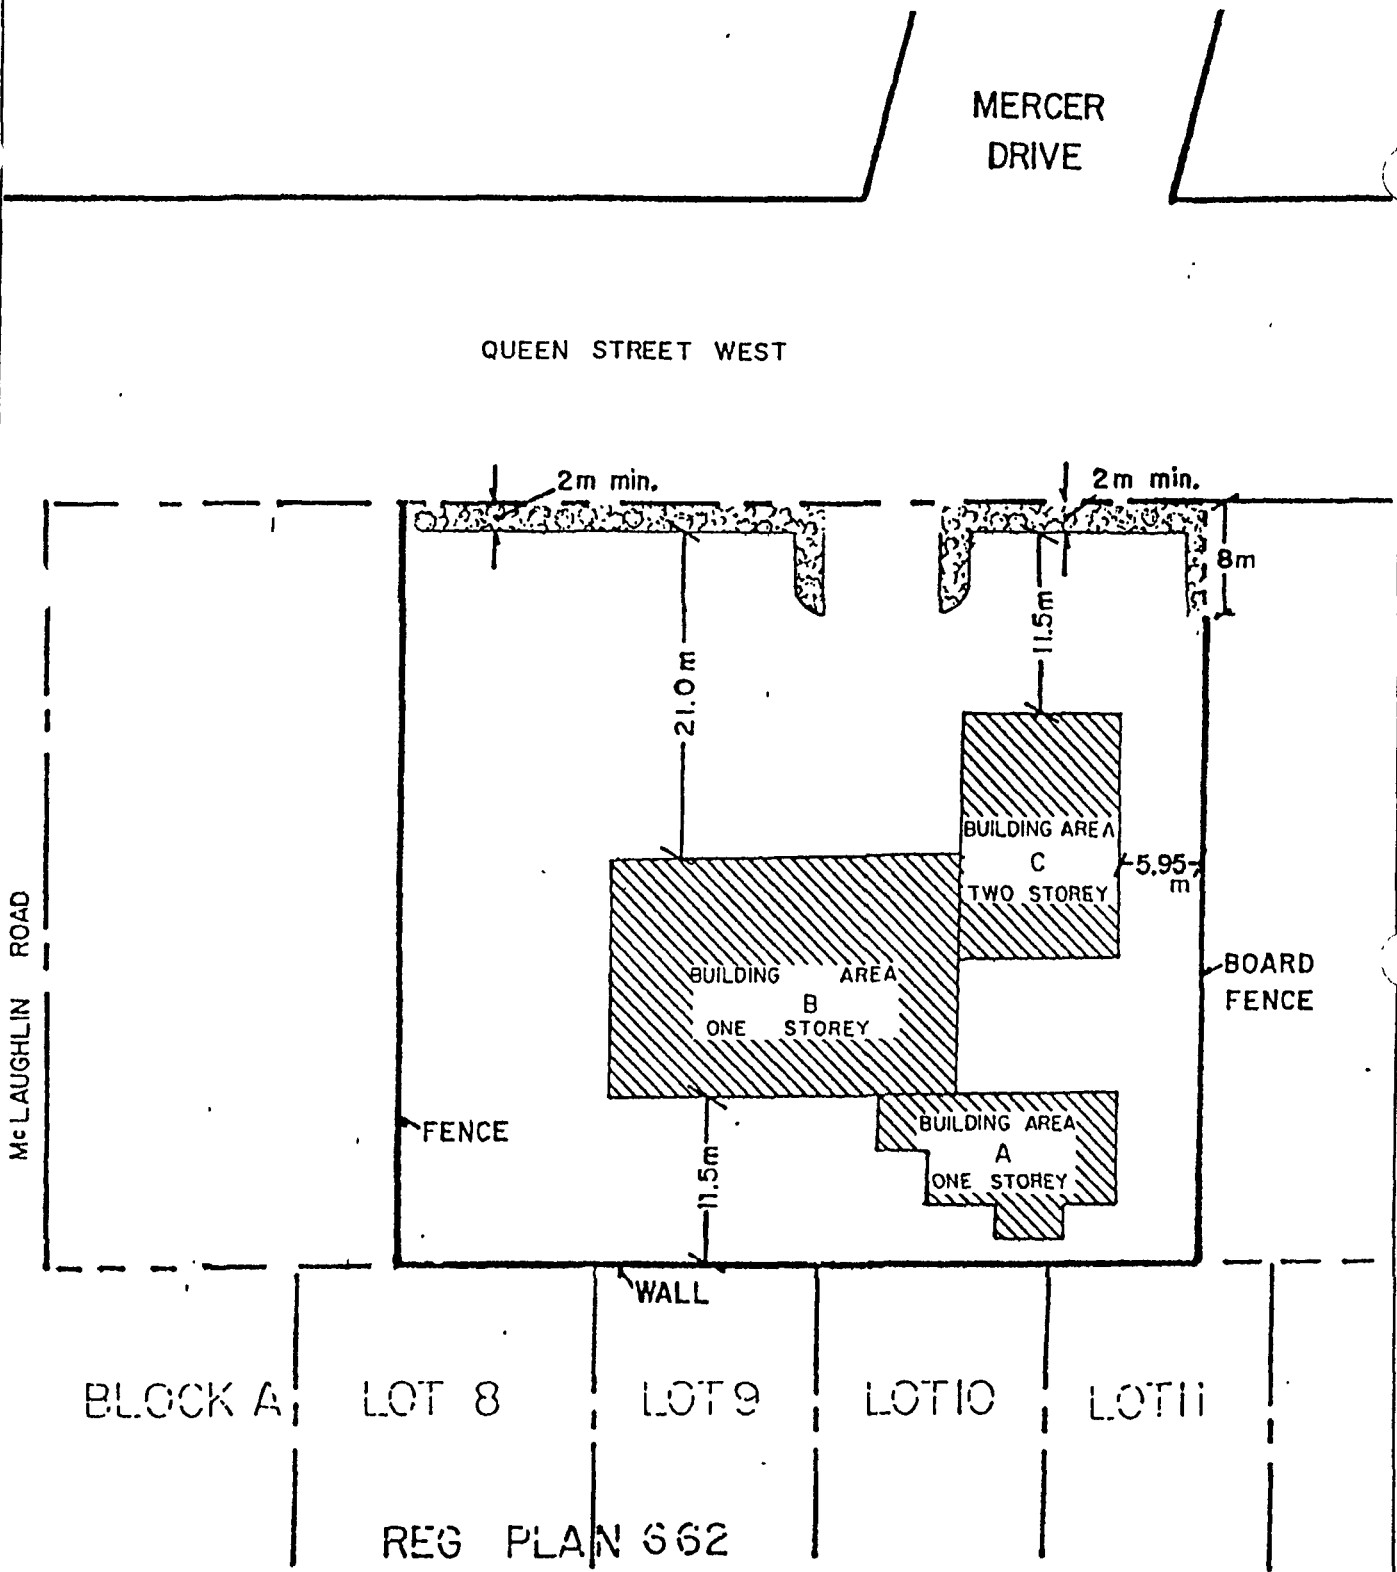 MERCER
DRIVE
QUEEN STREET WEST
2m min.
2m min.
8m
21.0m
11.5m
BUILDING AREA
C
TWO STOREY
5.95
m
McLAUGHLIN ROAD
BUILDING AREA
B
ONE STOREY
BOARD
FENCE
FENCE
BUILDING AREA
A
ONE STOREY
11.5m
WALL
BLOCK A
LOT 8
LOT 9
LOT 10
LOT 11
REG PLAN 662